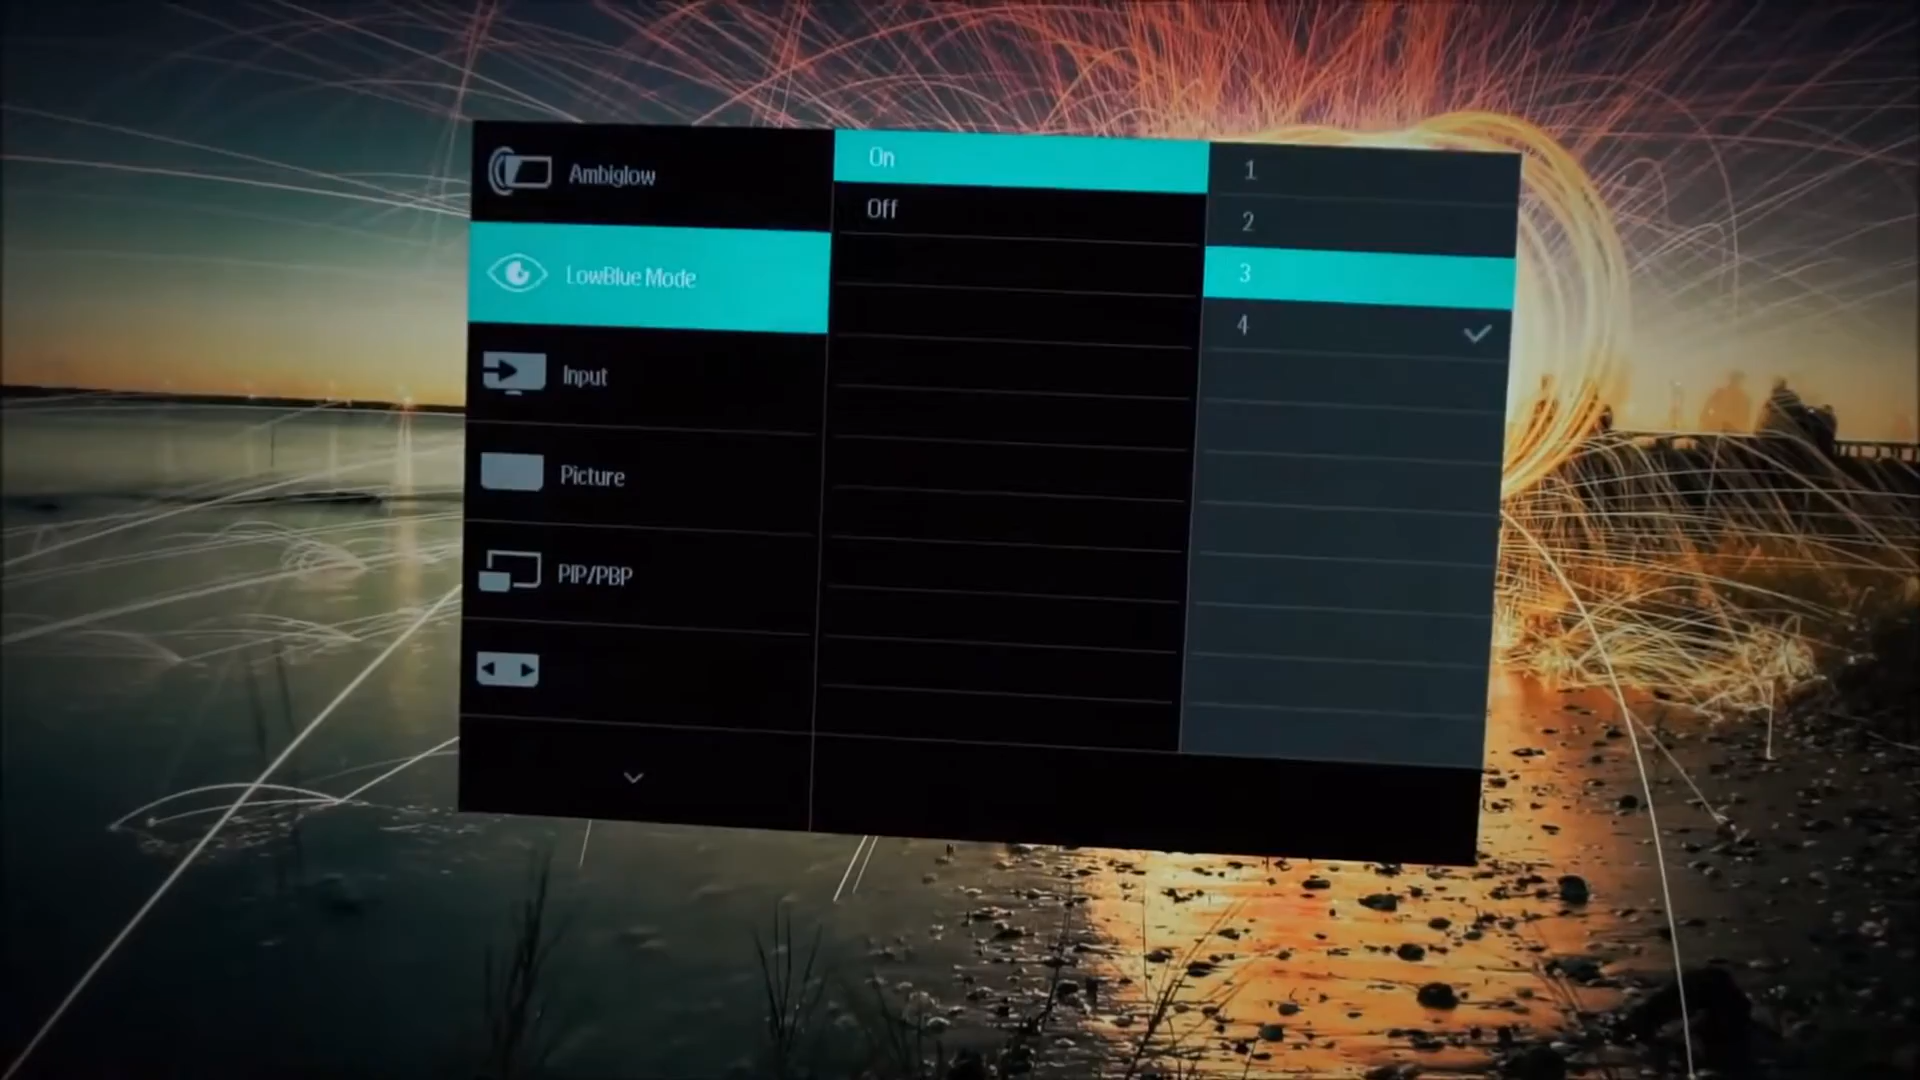 Ambiglow
LowBlue Mode
Input
Picture
PIP/PBP
On
Off
1
2
3
4